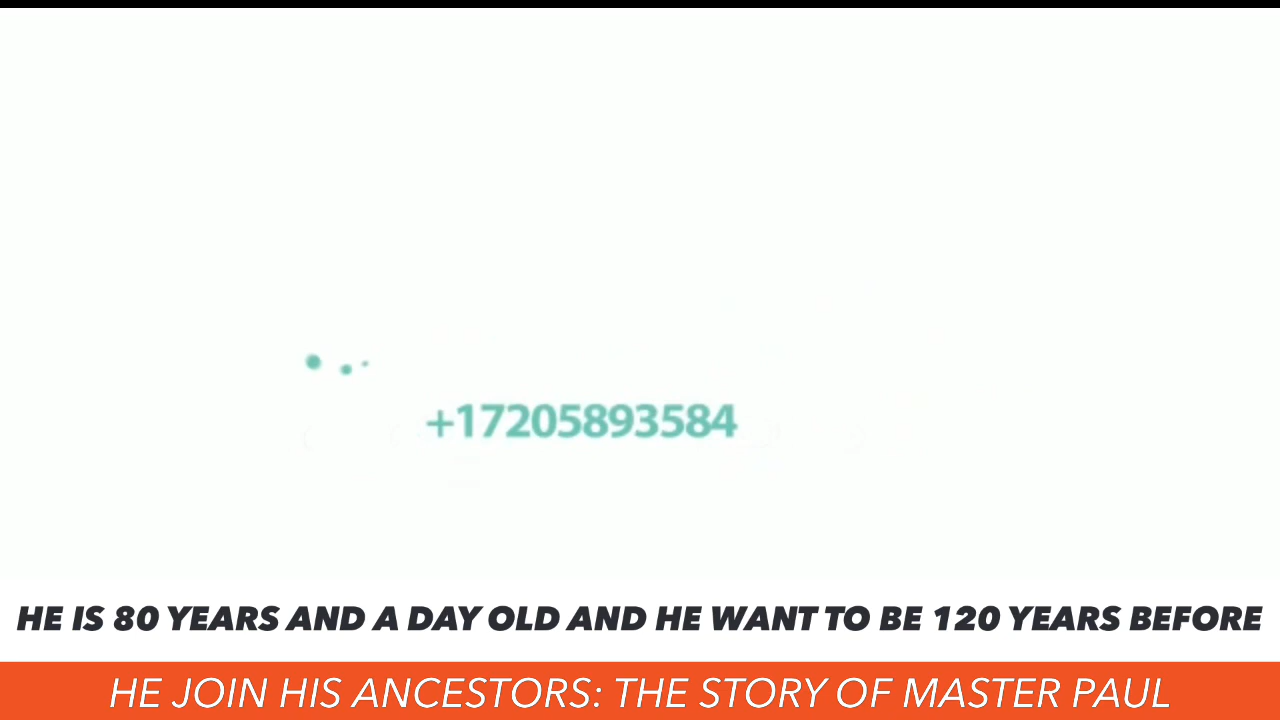 +17205893584
HE IS 80 YEARS AND A DAY OLD AND HE WANT TO BE 120 YEARS BEFORE
HE JOIN HIS ANCESTORS: THE STORY OF MASTER PAUL